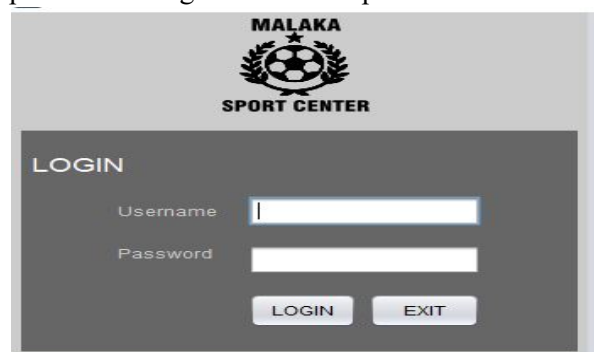 MALAKA
SPORT CENTER
LOGIN
Username
Password
LOGIN EXIT